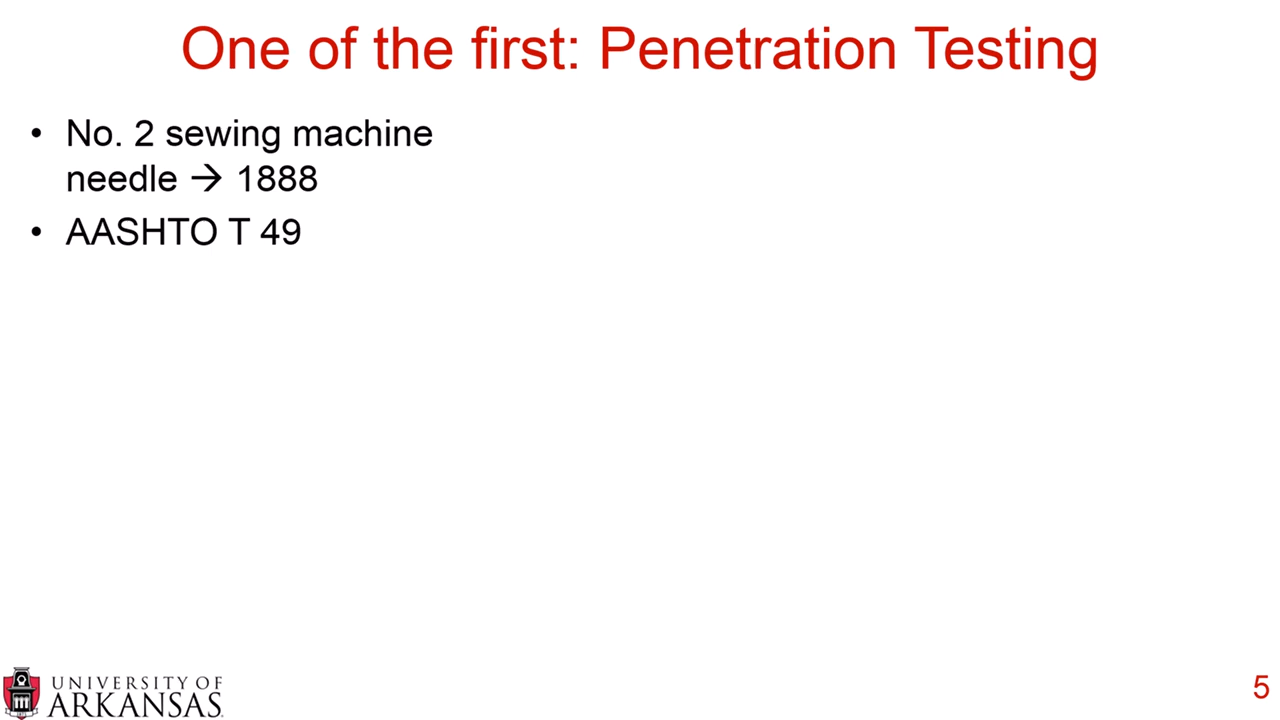 One of the first: Penetration Testing
• No. 2 sewing machine
needle → 1888
• AASHTO T 49
UNIVERSITY OF
ARKANSAS
5